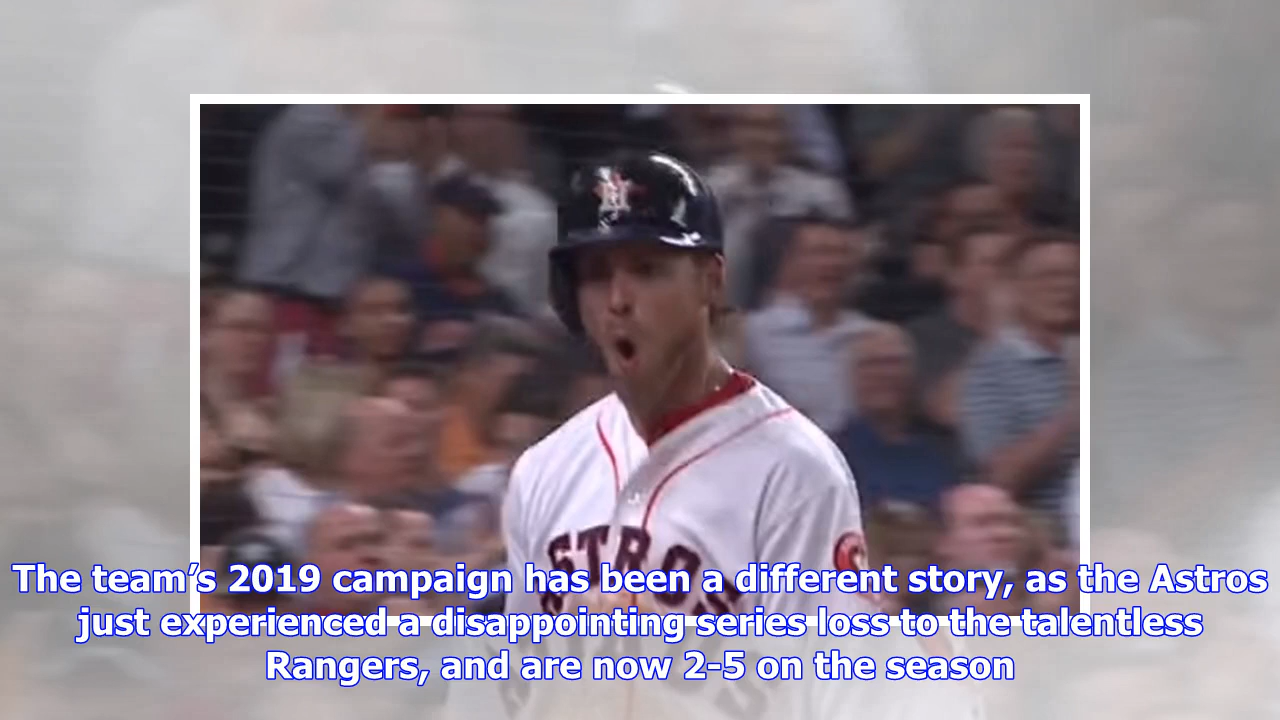 H
ASTROS
The team’s 2019 campaign has been a different story, as the Astros
just experienced a disappointing series loss to the talentless
Rangers, and are now 2-5 on the season